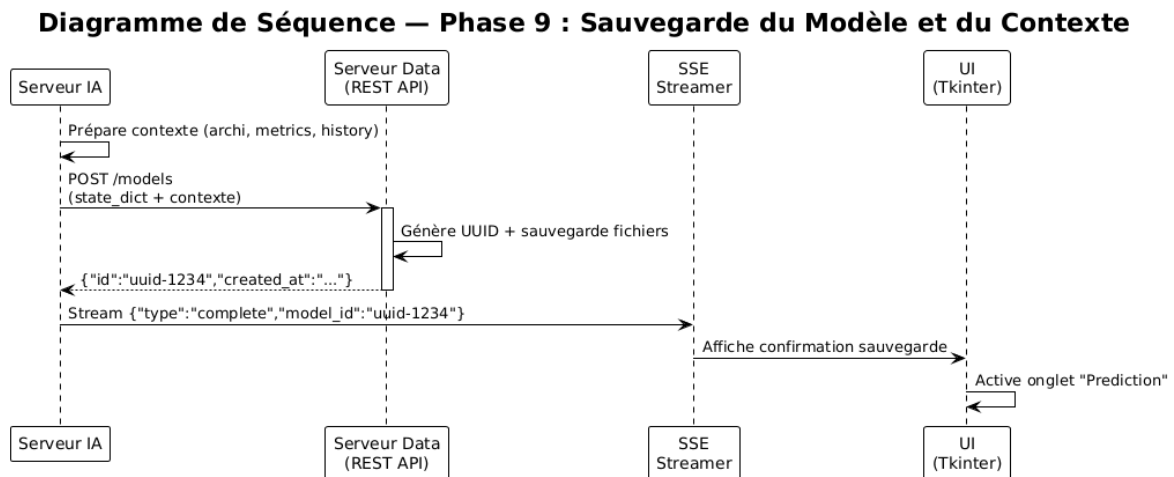 Diagramme de Séquence — Phase 9 : Sauvegarde du Modèle et du Contexte
Serveur IA
Serveur Data
(REST API)
SSE
Streamer
UI
(Tkinter)
Prépare contexte (archi, metrics, history)
POST /models
(state_dict + contexte)
Génère UUID + sauvegarde fichiers
{"id":"uuid-1234","created_at":"..."}
Stream {"type":"complete","model_id":"uuid-1234"}
Affiche confirmation sauvegarde
Active onglet "Prediction"
Serveur IA
Serveur Data
(REST API)
SSE
Streamer
UI
(Tkinter)